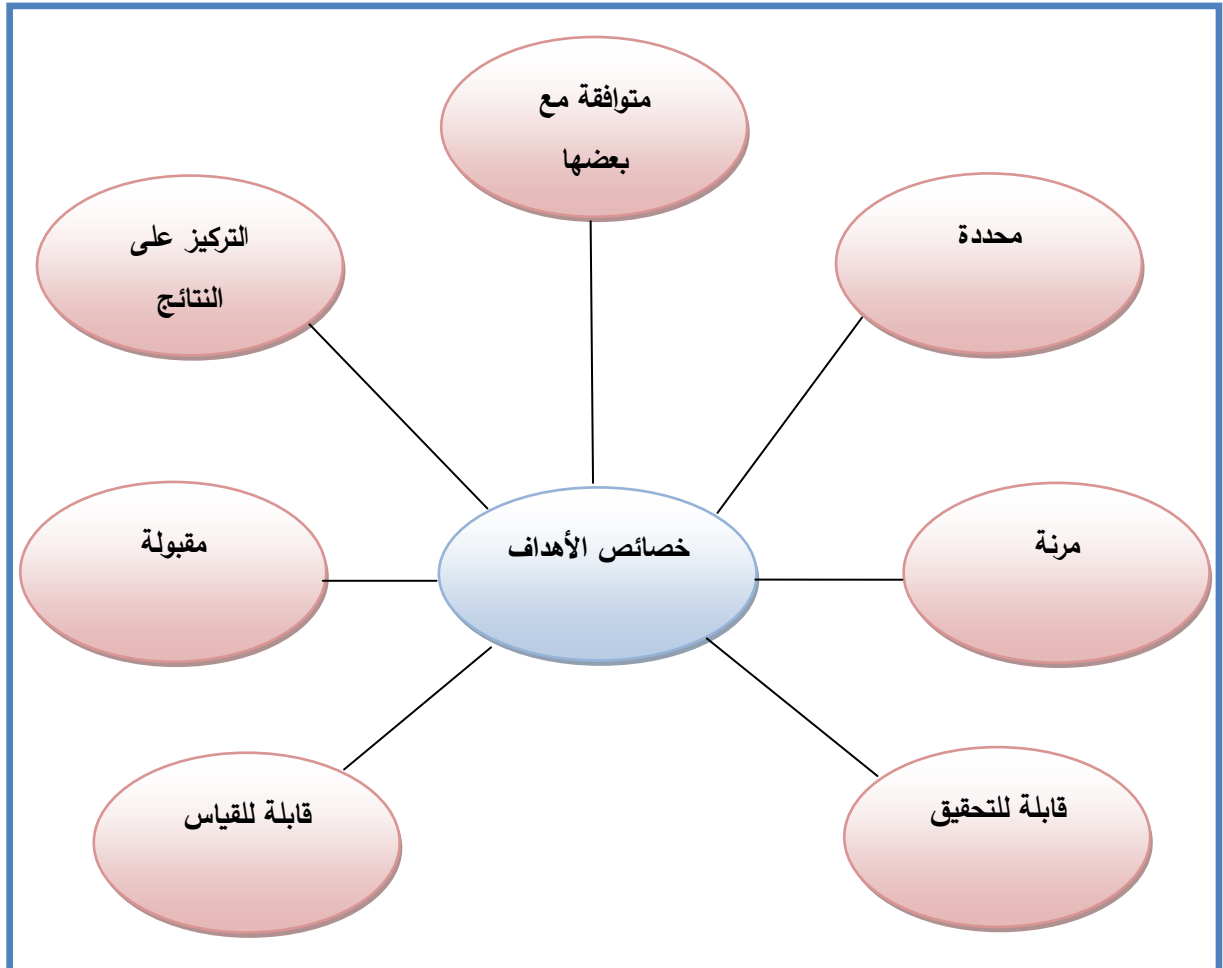 متوافقة مع
بعضها
محددة
التركيز على
النتائج
خصائص الأهداف
مرنة
مقبولة
قابلة للتحقيق
قابلة للقياس